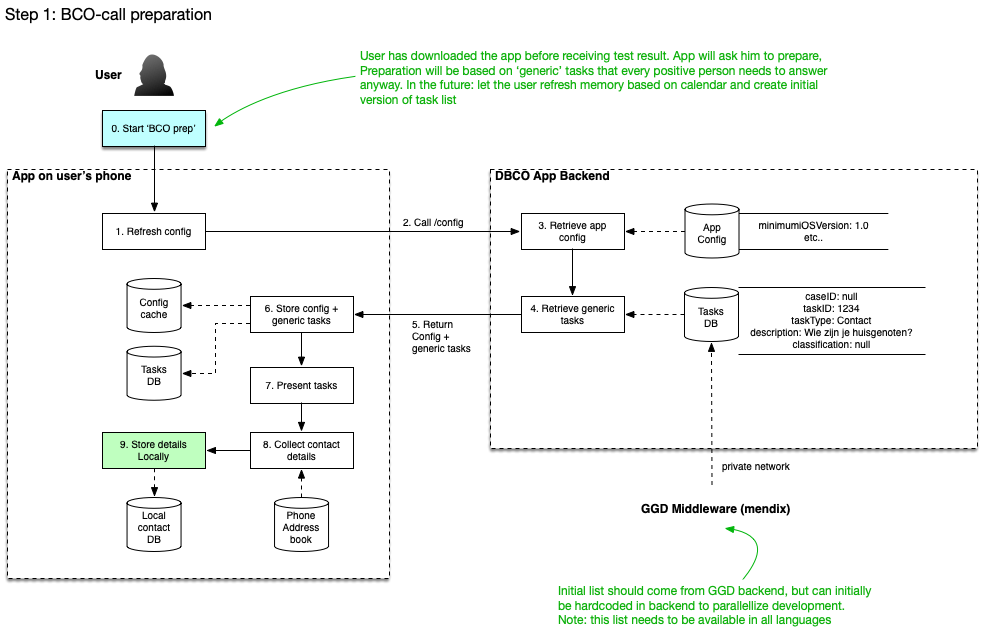 Step 1: BCO-call preparation
User has downloaded the app before receiving test result. App will ask him to prepare,
Preparation will be based on 'generic' tasks that every positive person needs to answer
anyway. In the future: let the user refresh memory based on calendar and create initial
version of task list
User
0. Start 'BCO prep'
App on user's phone
DBCO App Backend
1. Refresh config
2. Call /config
3. Retrieve app
config
App
Config
minimumiOSVersion: 1.0
etc..
Config
cache
6. Store config +
generic tasks
5. Return
Config +
generic tasks
4. Retrieve generic
tasks
Tasks
DB
caseID: null
taskID: 1234
taskType: Contact
description: Wie zijn je huisgenoten?
classification: null
Tasks
DB
7. Present tasks
9. Store details
Locally
8. Collect contact
details
private network
Local
contact
DB
Phone
Address
book
GGD Middleware (mendix)
Initial list should come from GGD backend, but can initially
be hardcoded in backend to parallellize development.
Note: this list needs to be available in all languages